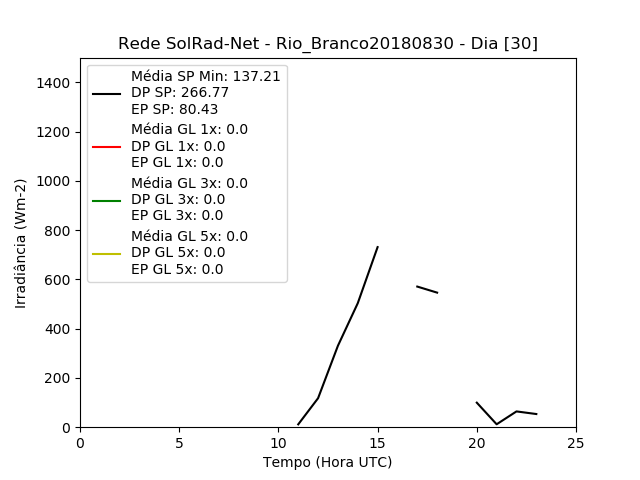 Rede SolRad-Net - Rio_Branco20180830 - Dia [30]
Média SP Min: 137.21
DP SP: 266.77
EP SP: 80.43
Média GL 1x: 0.0
DP GL 1x: 0.0
EP GL 1x: 0.0
Média GL 3x: 0.0
DP GL 3x: 0.0
EP GL 3x: 0.0
Média GL 5x: 0.0
DP GL 5x: 0.0
EP GL 5x: 0.0
Irradiância (Wm-2)
1400
1200
1000
800
600
400
200
0
0 5 10 15 20 25
Tempo (Hora UTC)